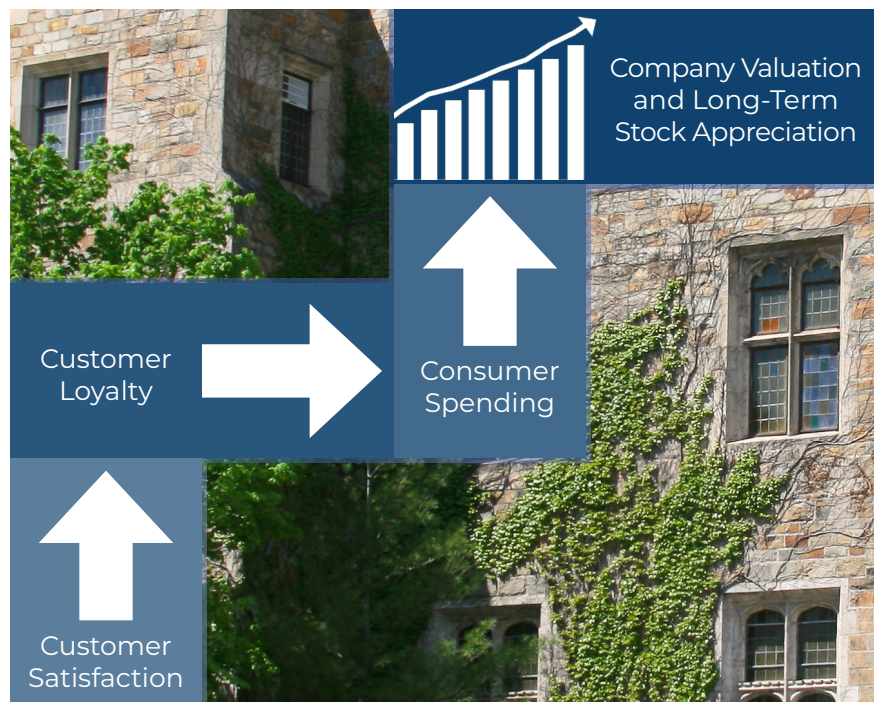 Company Valuation
and Long-Term
Stock Appreciation
Customer
Loyalty
Consumer
Spending
Customer
Satisfaction